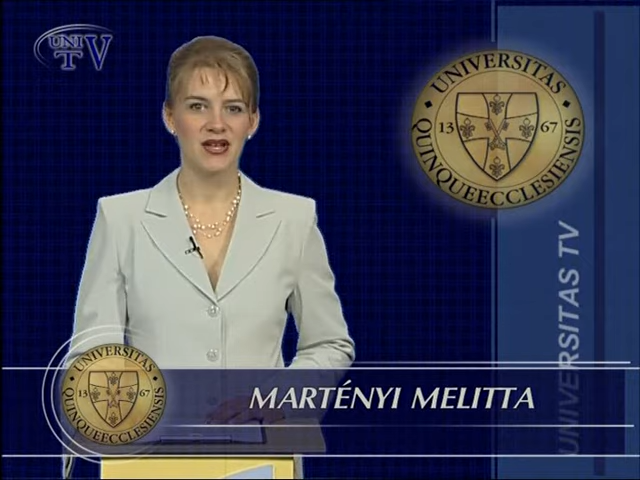 UNI
TV
UNIVERSITAS
13 67
QUINQUEECCLESIENSIS
UNIVERSITAS TV
MARTÉNYI MELITTA
UNIVERSITAS
13 67
QUINQUEECCLESIENSIS